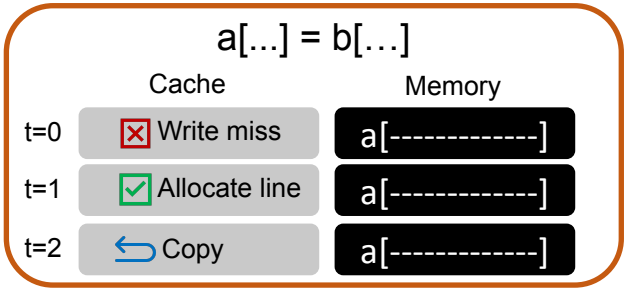 a[...] = b[…]
Cache Memory
t=0 Write miss a[-------------]
t=1 Allocate line a[-------------]
t=2 Copy a[-------------]